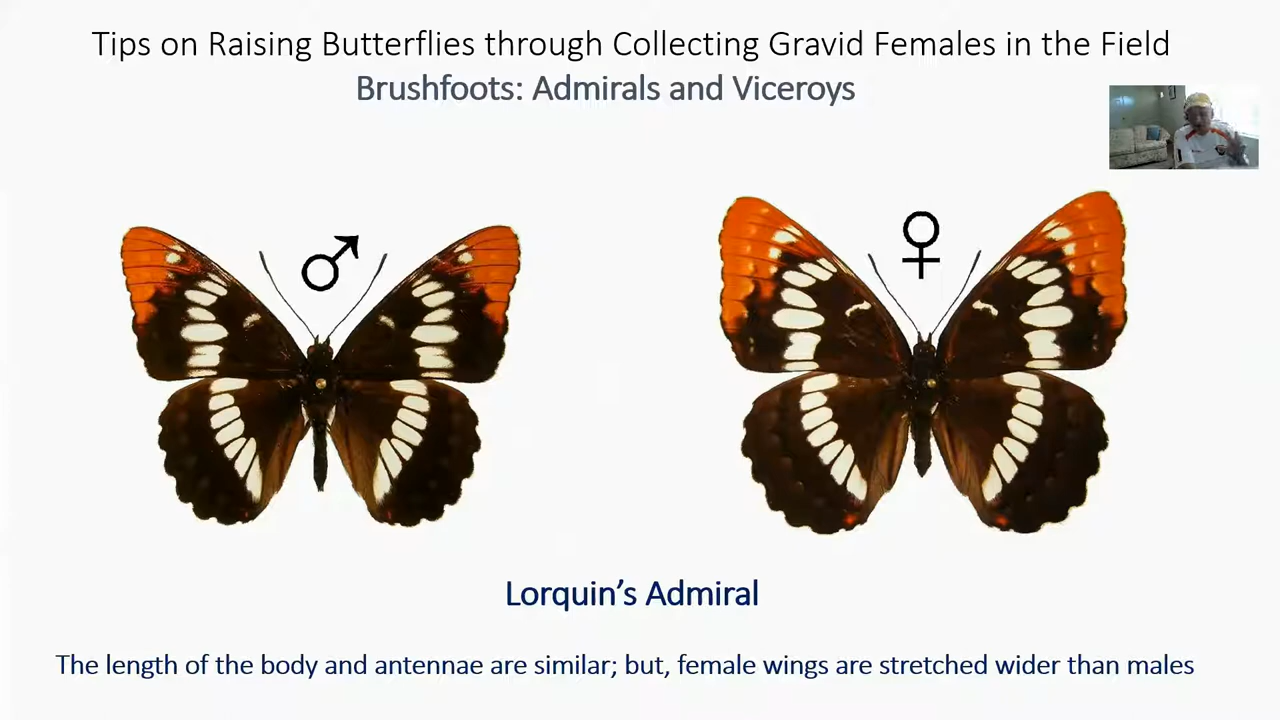 Tips on Raising Butterflies through Collecting Gravid Females in the Field
Brushfoots: Admirals and Viceroys
♂
♀
Lorquin’s Admiral
The length of the body and antennae are similar; but, female wings are stretched wider than males